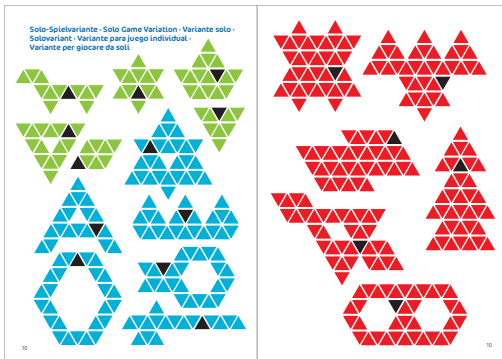 Solo-Spielvariante · Solo Game Variation · Variante solo ·
Solovariant · Variante para juego individual ·
Variante per giocare da soli
10
10